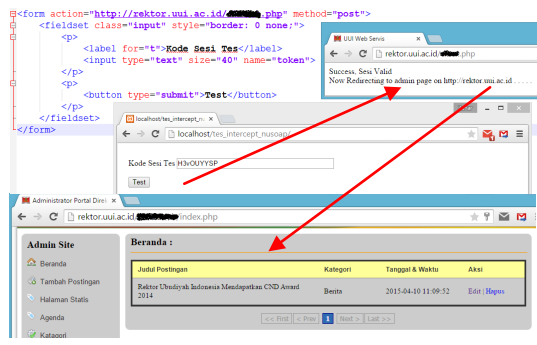 <form action="http://rektor.uui.ac.id/ .php" method="post">
<fieldset class="input" style="border: 0 none;">
<p>
<label for="t">Kode Sesi Tes</label>
<input type="text" size="40" name="token">
</p>
<p>
<button type="submit">Test</button>
</p>
</fieldset>
</form>
UUI Web Servis
rektor.uui.ac.id/ .php
Success, Sesi Valid
Now Redirecting to admin page on http://rektor.uui.ac.id . . . . .
localhost/tes_intercept_nu
localhost/tes_intercept_nusoap/
Kode Sesi Tes H3vOUYYSP
Test
Administrator Portal Direk
rektor.uui.ac.id/ /index.php
Admin Site
Beranda
Tambah Postingan
Halaman Statis
Agenda
Katagori
Beranda :
Judul Postingan Kategori Tanggal & Waktu Aksi
Rektor Ubudiyah Indonesia Mendapatkan CND Award 2014 Berita 2015-04-10 11:09:52 Edit | Hapus
<< First < Prev 1 Next > Last >>